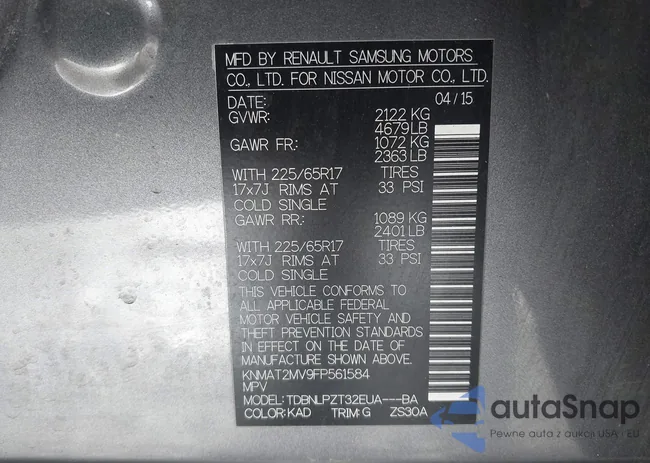 MFD BY RENAULT SAMSUNG MOTORS
CO., LTD. FOR NISSAN MOTOR CO., LTD.
DATE: 04/15
GVWR: 2122 KG
4679 LB
GAWR FR.: 1072 KG
2363 LB
WITH 225/65R17 TIRES
17x7J RIMS AT 33 PSI
COLD SINGLE
GAWR RR.: 1089 KG
2401 LB
WITH 225/65R17 TIRES
17x7J RIMS AT 33 PSI
COLD SINGLE
THIS VEHICLE CONFORMS TO
ALL APPLICABLE FEDERAL
MOTOR VEHICLE SAFETY AND
THEFT PREVENTION STANDARDS
IN EFFECT ON THE DATE OF
MANUFACTURE SHOWN ABOVE.
KNMAT2MV9FP561584
MPV
MODEL: TDBNLPZT32EUA---BA
COLOR: KAD TRIM: G ZS30A
autoSnap
Pewne auta z aukcji USA i EU